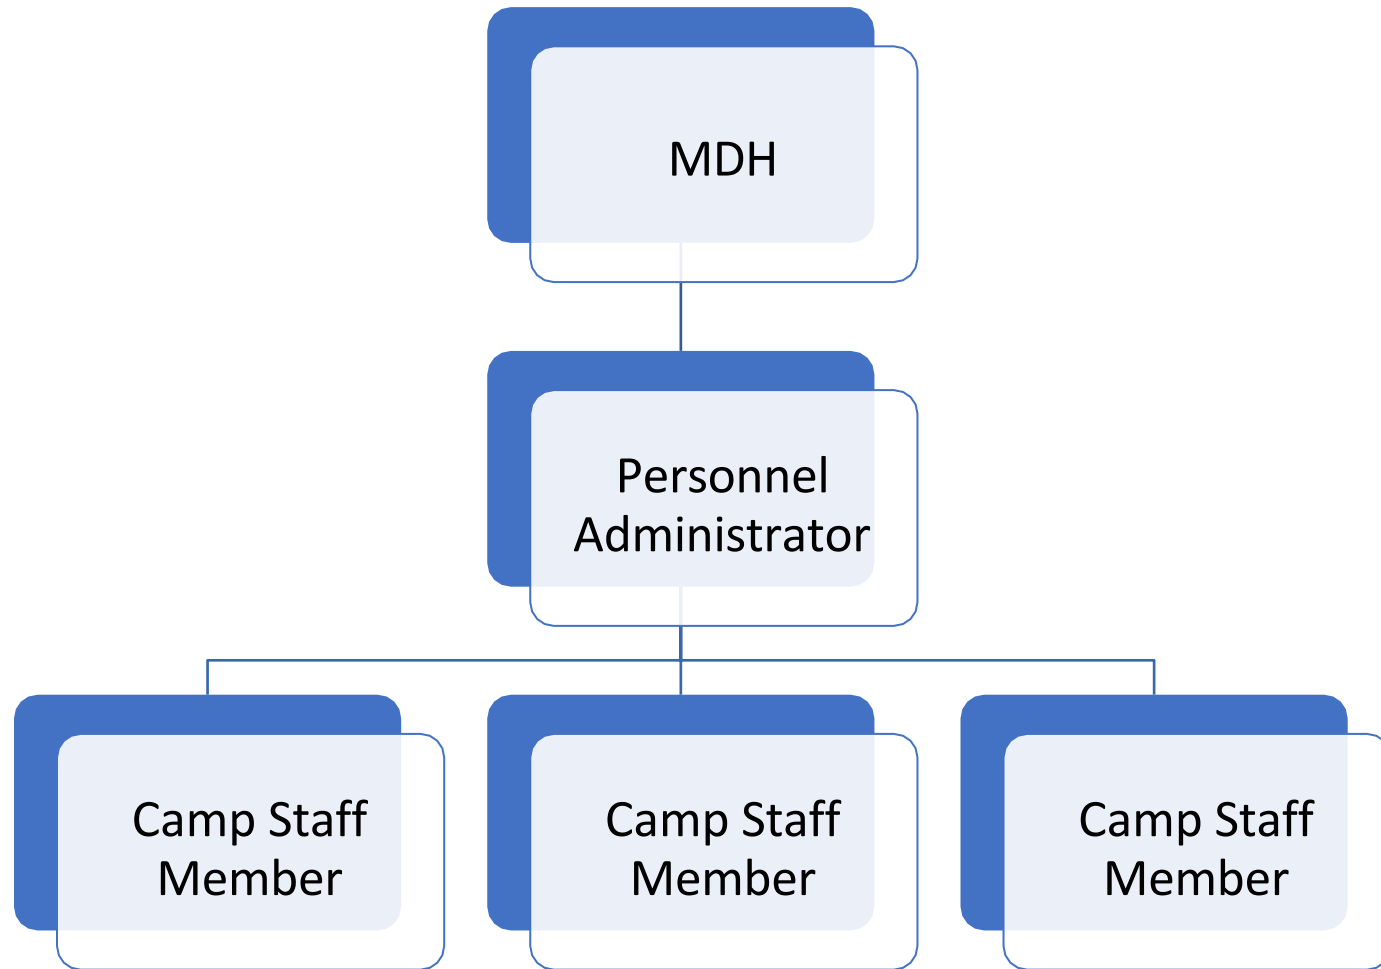 MDH
Personnel
Administrator
Camp Staff
Member
Camp Staff
Member
Camp Staff
Member